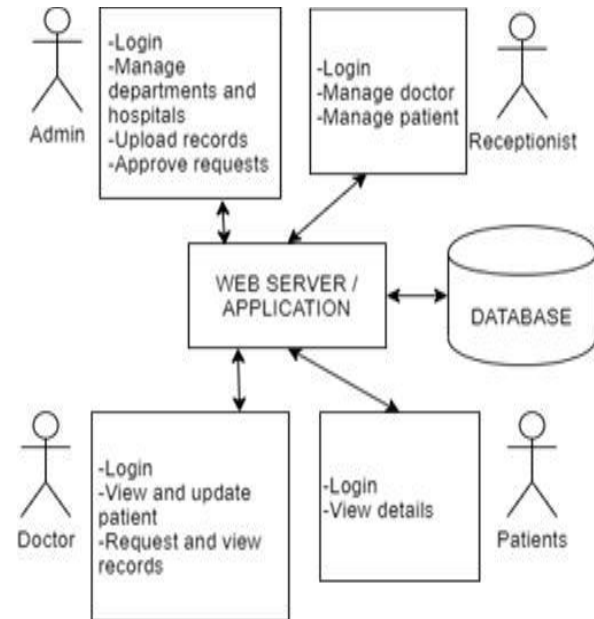 -Login
-Manage
departments and
hospitals
-Upload records
-Approve requests
Admin
-Login
-Manage doctor
-Manage patient
Receptionist
WEB SERVER /
APPLICATION
DATABASE
-Login
-View and update
patient
-Request and view
records
Doctor
-Login
-View details
Patients